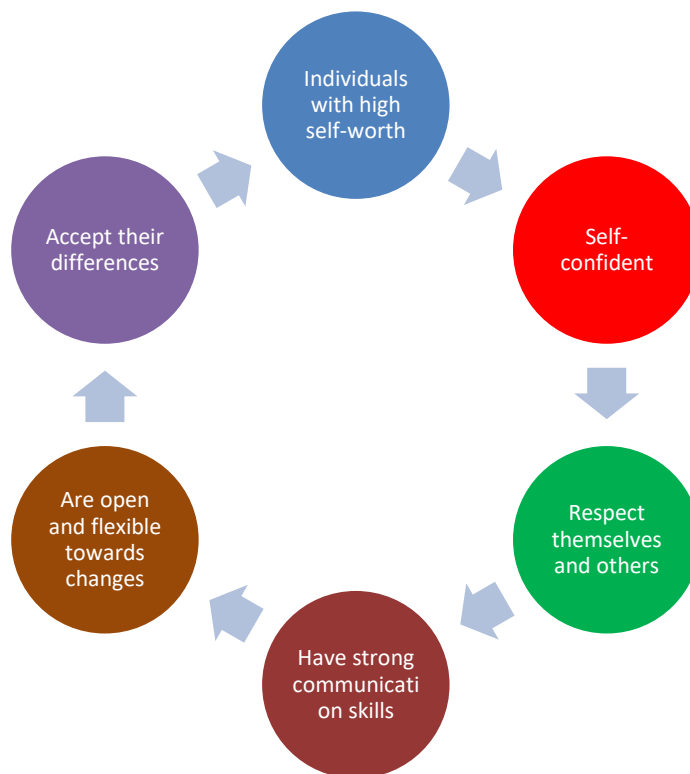 Individuals
with high
self-worth
Self-
confident
Respect
themselves
and others
Have strong
communicati
on skills
Are open
and flexible
towards
changes
Accept their
differences